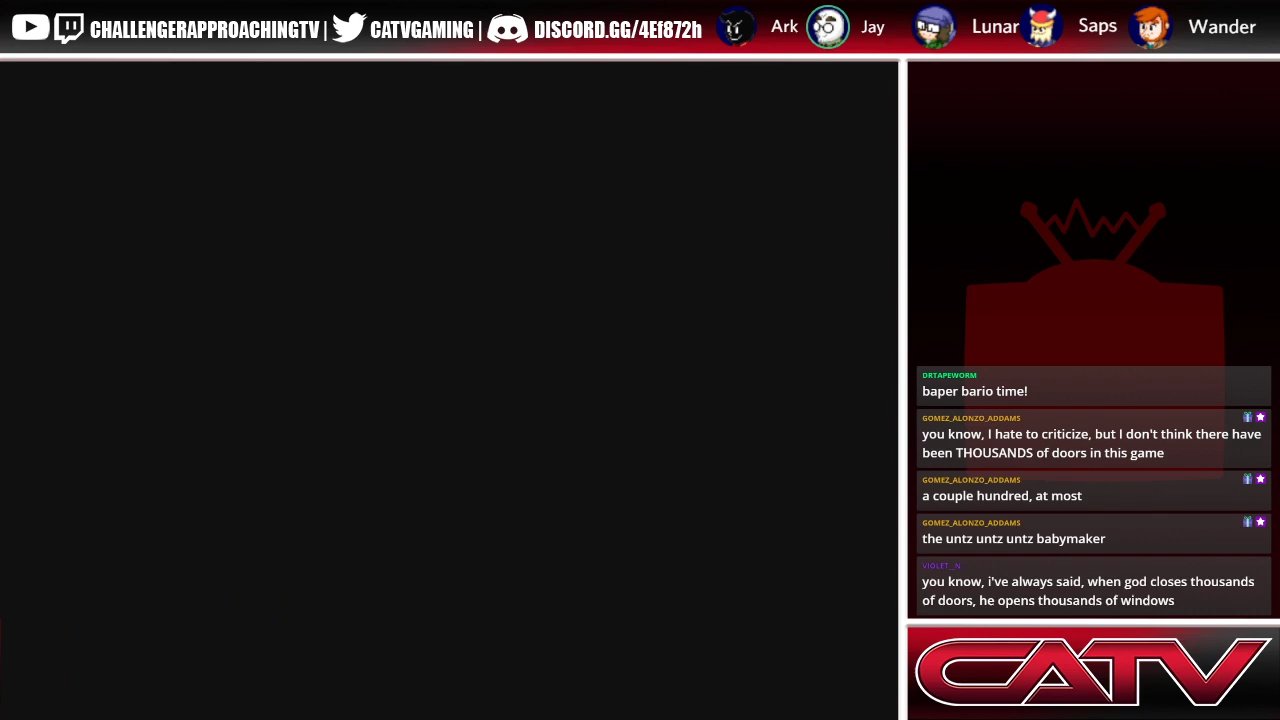 CHALLENGERAPPROACHINGTV | CATVGAMING | DISCORD.GG/4Ef872h Ark Jay Lunar Saps Wander
DRTAPEWORM
baper bario time!
GOMEZ_ALONZO_ADDAMS
you know, I hate to criticize, but I don't think there have
been THOUSANDS of doors in this game
GOMEZ_ALONZO_ADDAMS
a couple hundred, at most
GOMEZ_ALONZO_ADDAMS
the untz untz untz babymaker
VIOLET__N
you know, i've always said, when god closes thousands
of doors, he opens thousands of windows
CATV